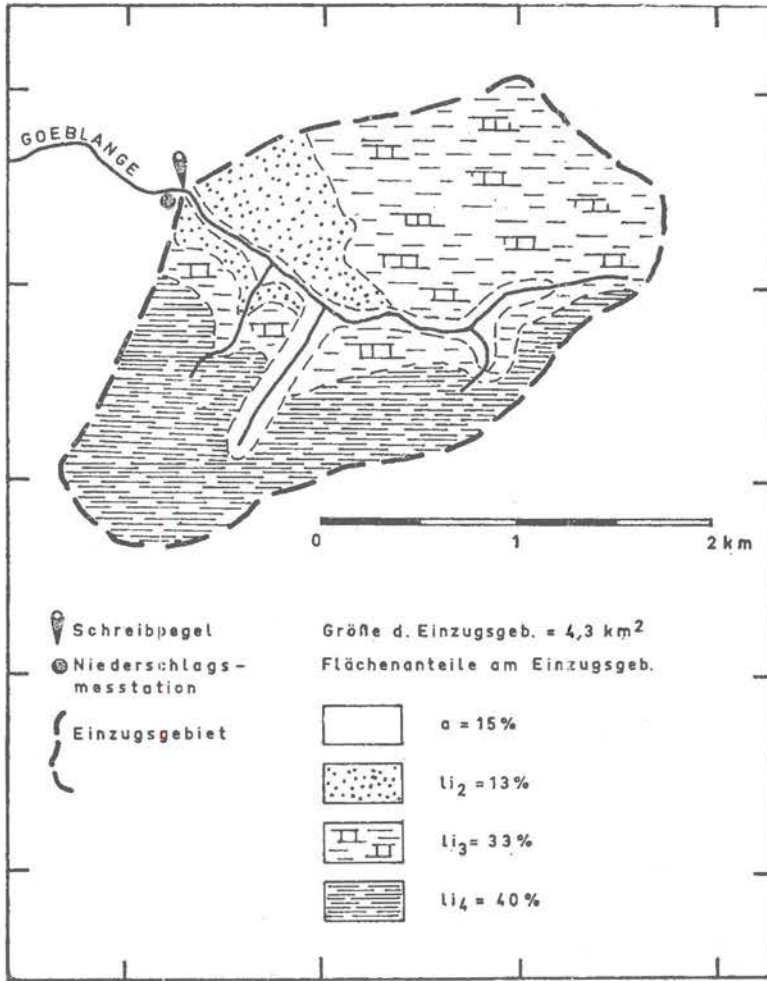 GOEBLANGE
0 1 2 km
Schreibpegel
Niederschlags-
messtation
Einzugsgebiet
Größe d. Einzugsgeb. = 4,3 km²
Flächenanteile am Einzugsgeb.
a = 15%
li₂ = 13%
li₃ = 33%
li₄ = 40%